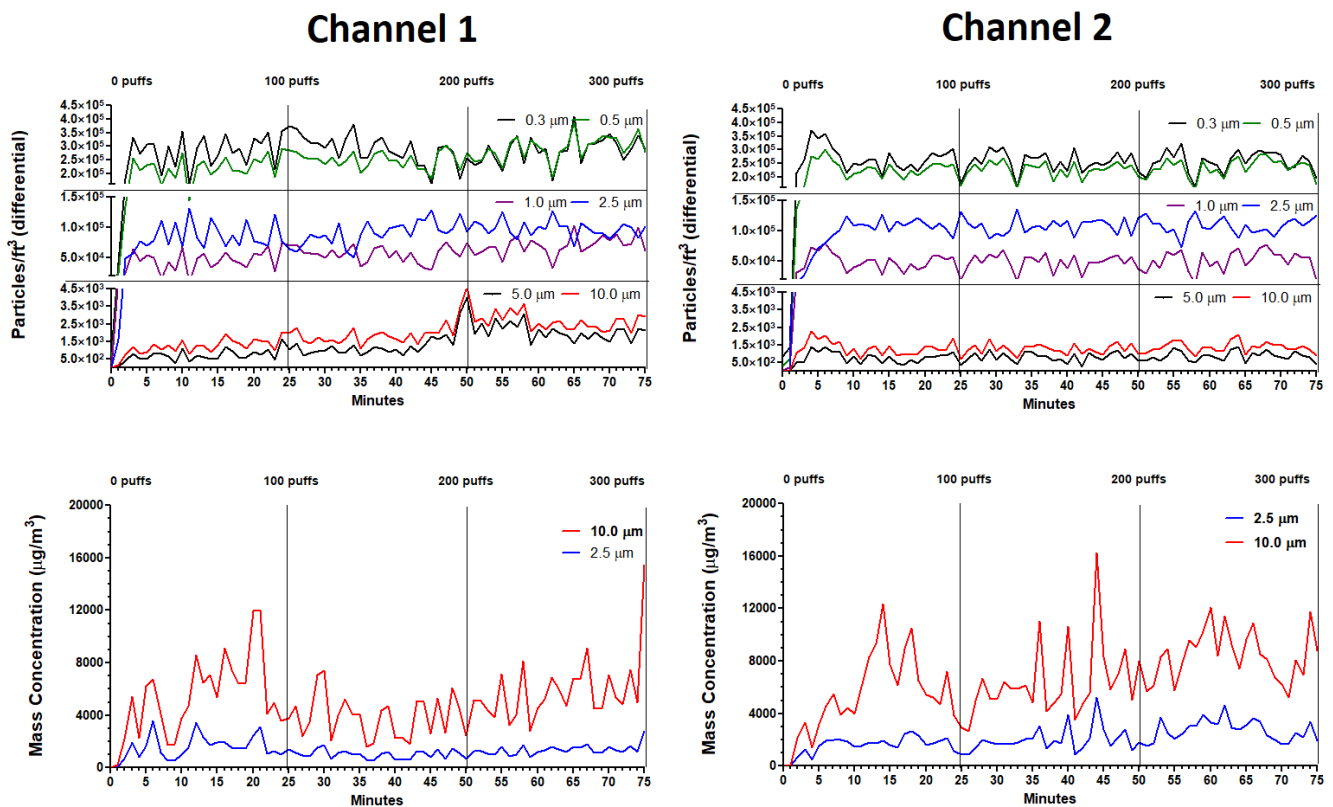 Channel 1
0 puffs 100 puffs 200 puffs 300 puffs
Particles/ft³ (differential)
4.5×10⁵
4.0×10⁵
3.5×10⁵
3.0×10⁵
2.5×10⁵
2.0×10⁵
0.3 μm 0.5 μm
1.5×10⁵
1.0×10⁵
5.0×10⁴
1.0 μm 2.5 μm
4.5×10³
3.5×10³
2.5×10³
1.5×10³
5.0×10²
5.0 μm 10.0 μm
0 5 10 15 20 25 30 35 40 45 50 55 60 65 70 75
Minutes
Channel 2
0 puffs 100 puffs 200 puffs 300 puffs
Particles/ft³ (differential)
4.5×10⁵
4.0×10⁵
3.5×10⁵
3.0×10⁵
2.5×10⁵
2.0×10⁵
0.3 μm 0.5 μm
1.5×10⁵
1.0×10⁵
5.0×10⁴
1.0 μm 2.5 μm
4.5×10³
3.5×10³
2.5×10³
1.5×10³
5.0×10²
5.0 μm 10.0 μm
0 5 10 15 20 25 30 35 40 45 50 55 60 65 70 75
Minutes
0 puffs 100 puffs 200 puffs 300 puffs
Mass Concentration (μg/m³)
20000
16000
12000
8000
4000
0
10.0 μm
2.5 μm
0 5 10 15 20 25 30 35 40 45 50 55 60 65 70 75
Minutes
0 puffs 100 puffs 200 puffs 300 puffs
Mass Concentration (μg/m³)
20000
16000
12000
8000
4000
0
2.5 μm
10.0 μm
0 5 10 15 20 25 30 35 40 45 50 55 60 65 70 75
Minutes